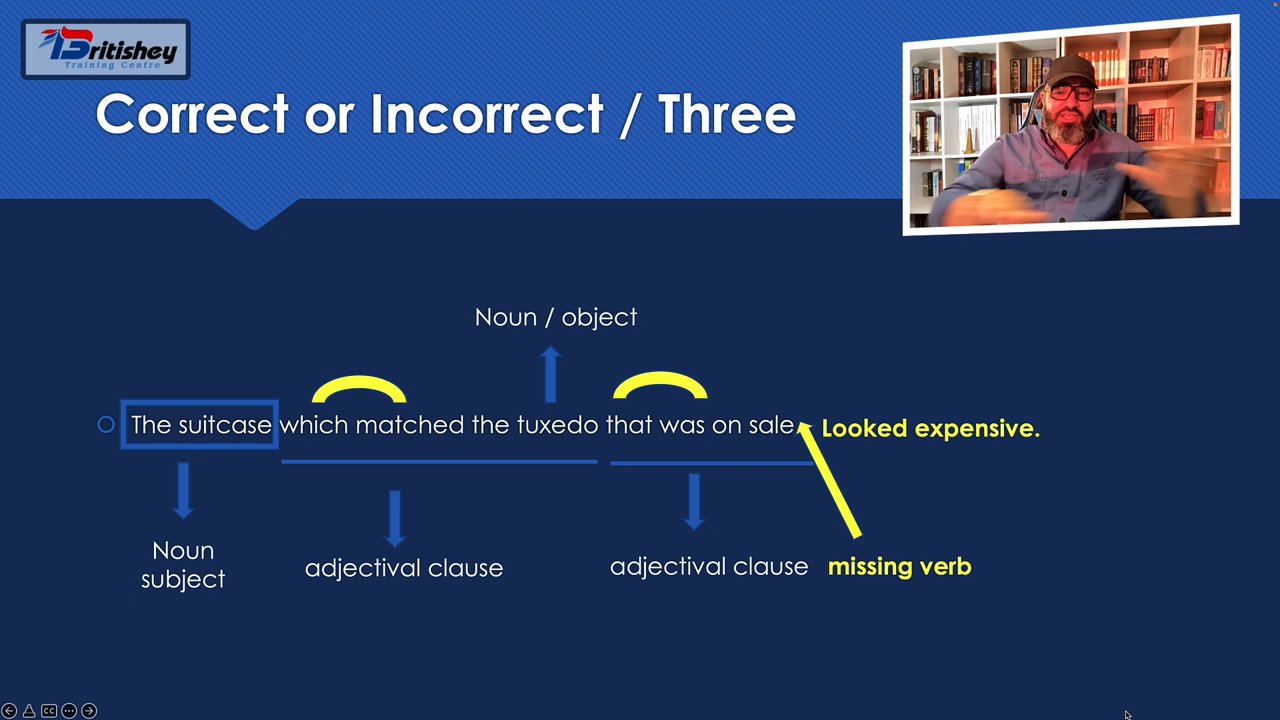 Britishey
Training Centre
Correct or Incorrect / Three
Noun / object
The suitcase which matched the tuxedo that was on sale. Looked expensive.
Noun
subject
adjectival clause
adjectival clause
missing verb
CC